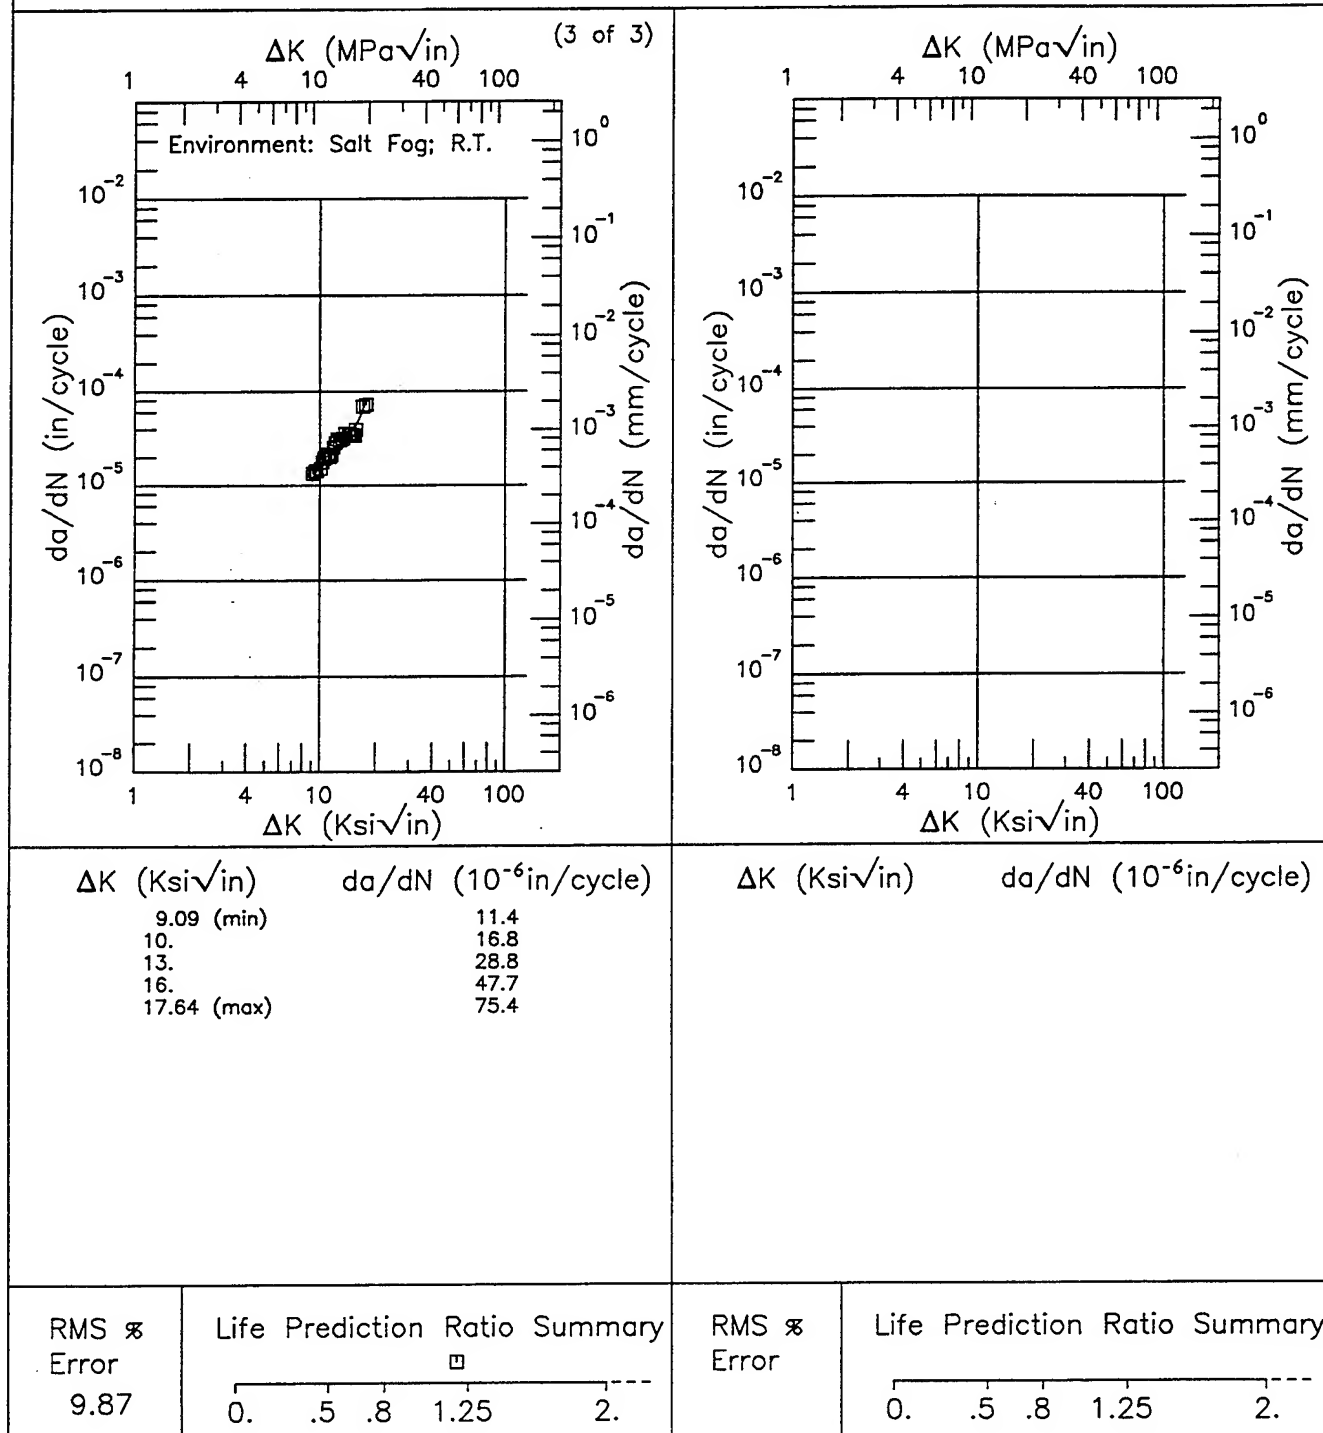 (3 of 3)
ΔK (MPa√in)
1 4 10 40 100
Environment: Salt Fog; R.T.
10⁻²
10⁻³
10⁻⁴
10⁻⁵
10⁻⁶
10⁻⁷
10⁻⁸
da/dN (in/cycle)
10⁰
10⁻¹
10⁻²
10⁻³
10⁻⁴
10⁻⁵
10⁻⁶
da/dN (mm/cycle)
1 4 10 40 100
ΔK (Ksi√in)
ΔK (MPa√in)
1 4 10 40 100
10⁻²
10⁻³
10⁻⁴
10⁻⁵
10⁻⁶
10⁻⁷
10⁻⁸
da/dN (in/cycle)
10⁰
10⁻¹
10⁻²
10⁻³
10⁻⁴
10⁻⁵
10⁻⁶
da/dN (mm/cycle)
1 4 10 40 100
ΔK (Ksi√in)
ΔK (Ksi√in) da/dN (10⁻⁶in/cycle)
9.09 (min) 11.4
10. 16.8
13. 28.8
16. 47.7
17.64 (max) 75.4
ΔK (Ksi√in) da/dN (10⁻⁶in/cycle)
RMS %
Error
9.87
Life Prediction Ratio Summary
0. .5 .8 1.25 2.
RMS %
Error
Life Prediction Ratio Summary
0. .5 .8 1.25 2.